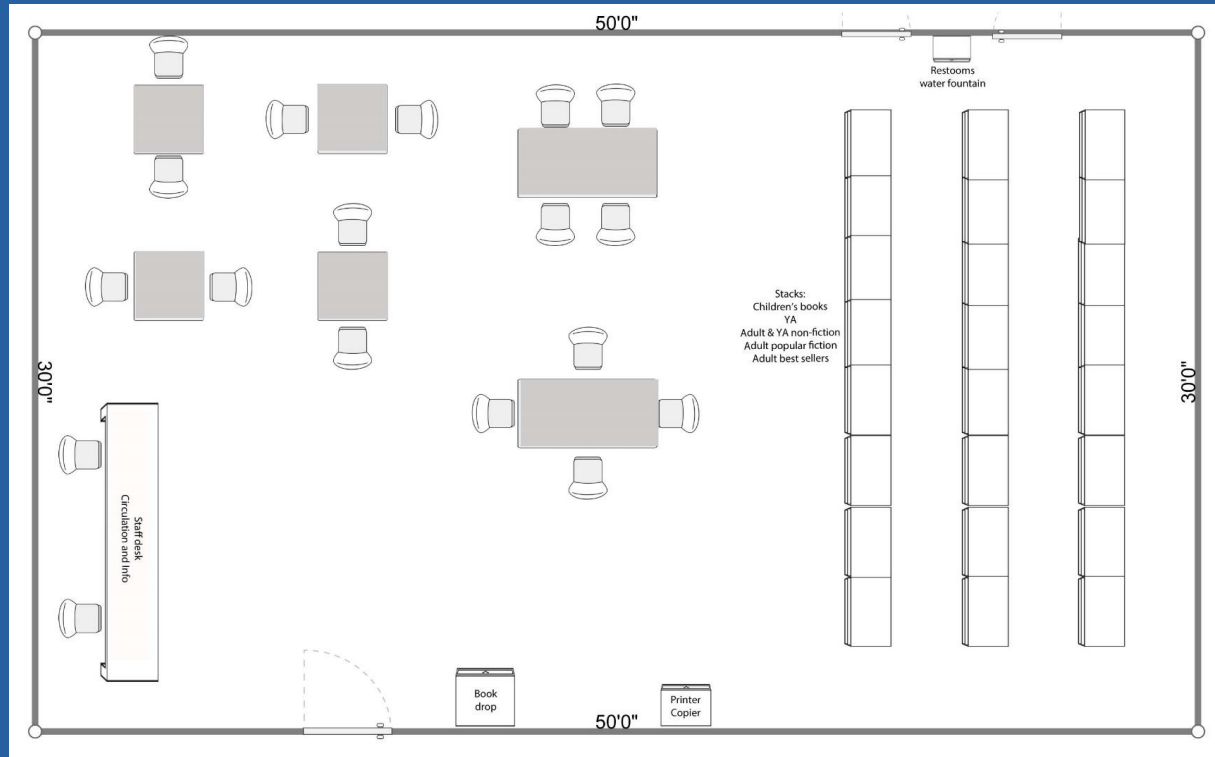 50'0"
Restooms
water fountain
Stacks:
Children's books
YA
Adult & YA non-fiction
Adult popular fiction
Adult best sellers
30'0"
30'0"
Staff desk
Circulation and Info
Book
drop
Printer
Copier
50'0"